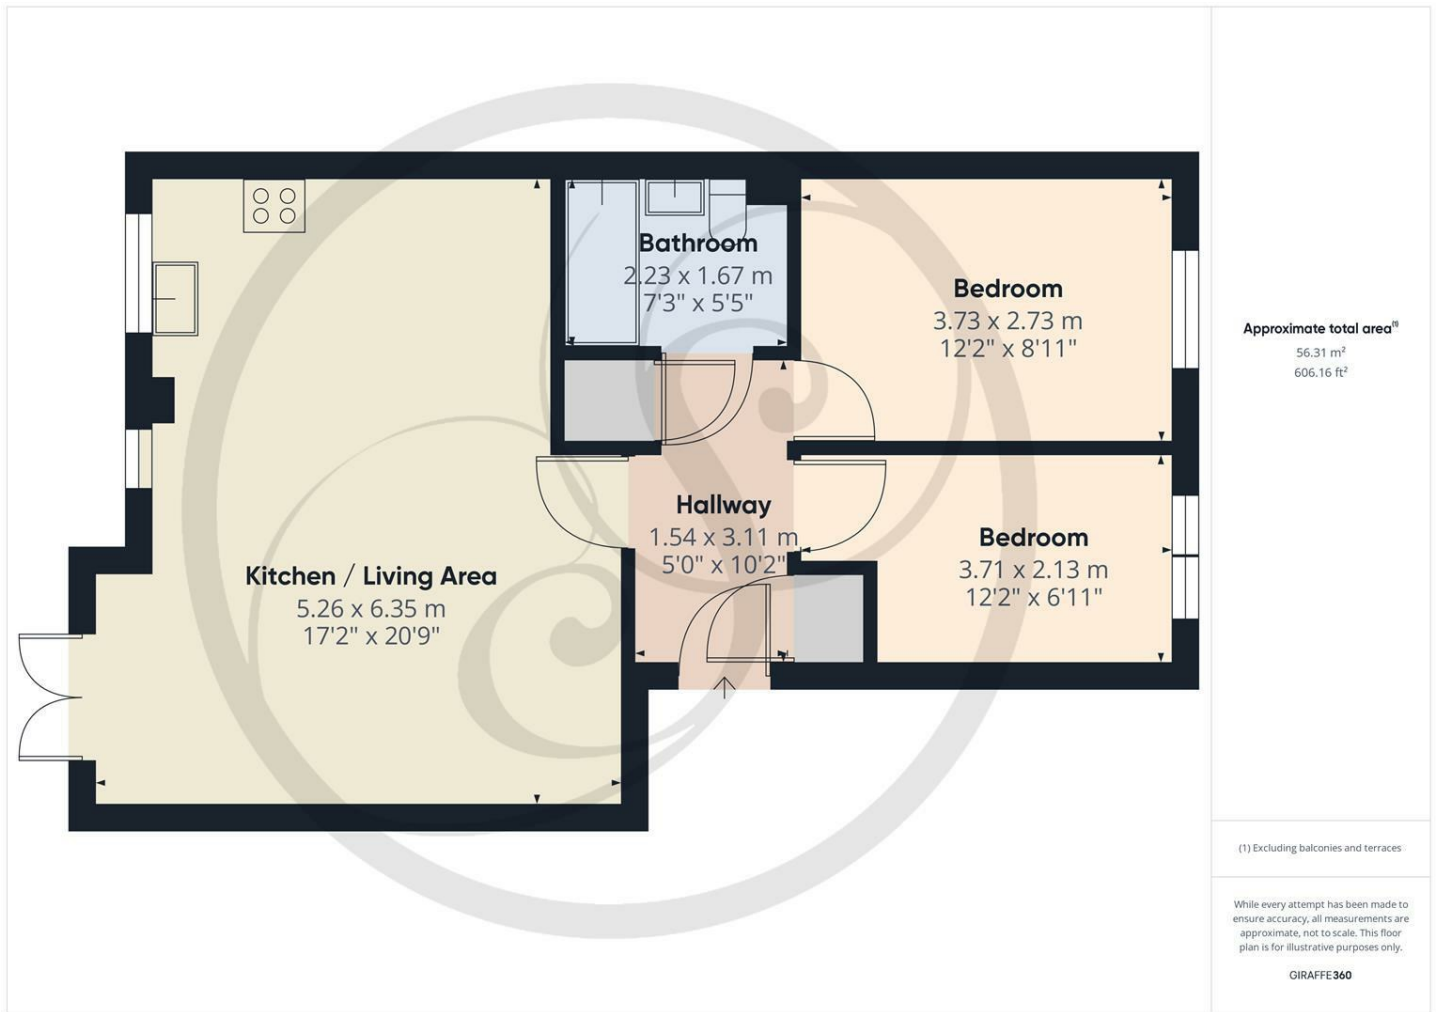 Bathroom
2.23 x 1.67 m
7'3" x 5'5"
Bedroom
3.73 x 2.73 m
12'2" x 8'11"
Hallway
1.54 x 3.11 m
5'0" x 10'2"
Bedroom
3.71 x 2.13 m
12'2" x 6'11"
Kitchen / Living Area
5.26 x 6.35 m
17'2" x 20'9"
Approximate total area(1)
56.31 m²
606.16 ft²
(1) Excluding balconies and terraces
While every attempt has been made to
ensure accuracy, all measurements are
approximate, not to scale. This floor
plan is for illustrative purposes only.
GIRAFFE360